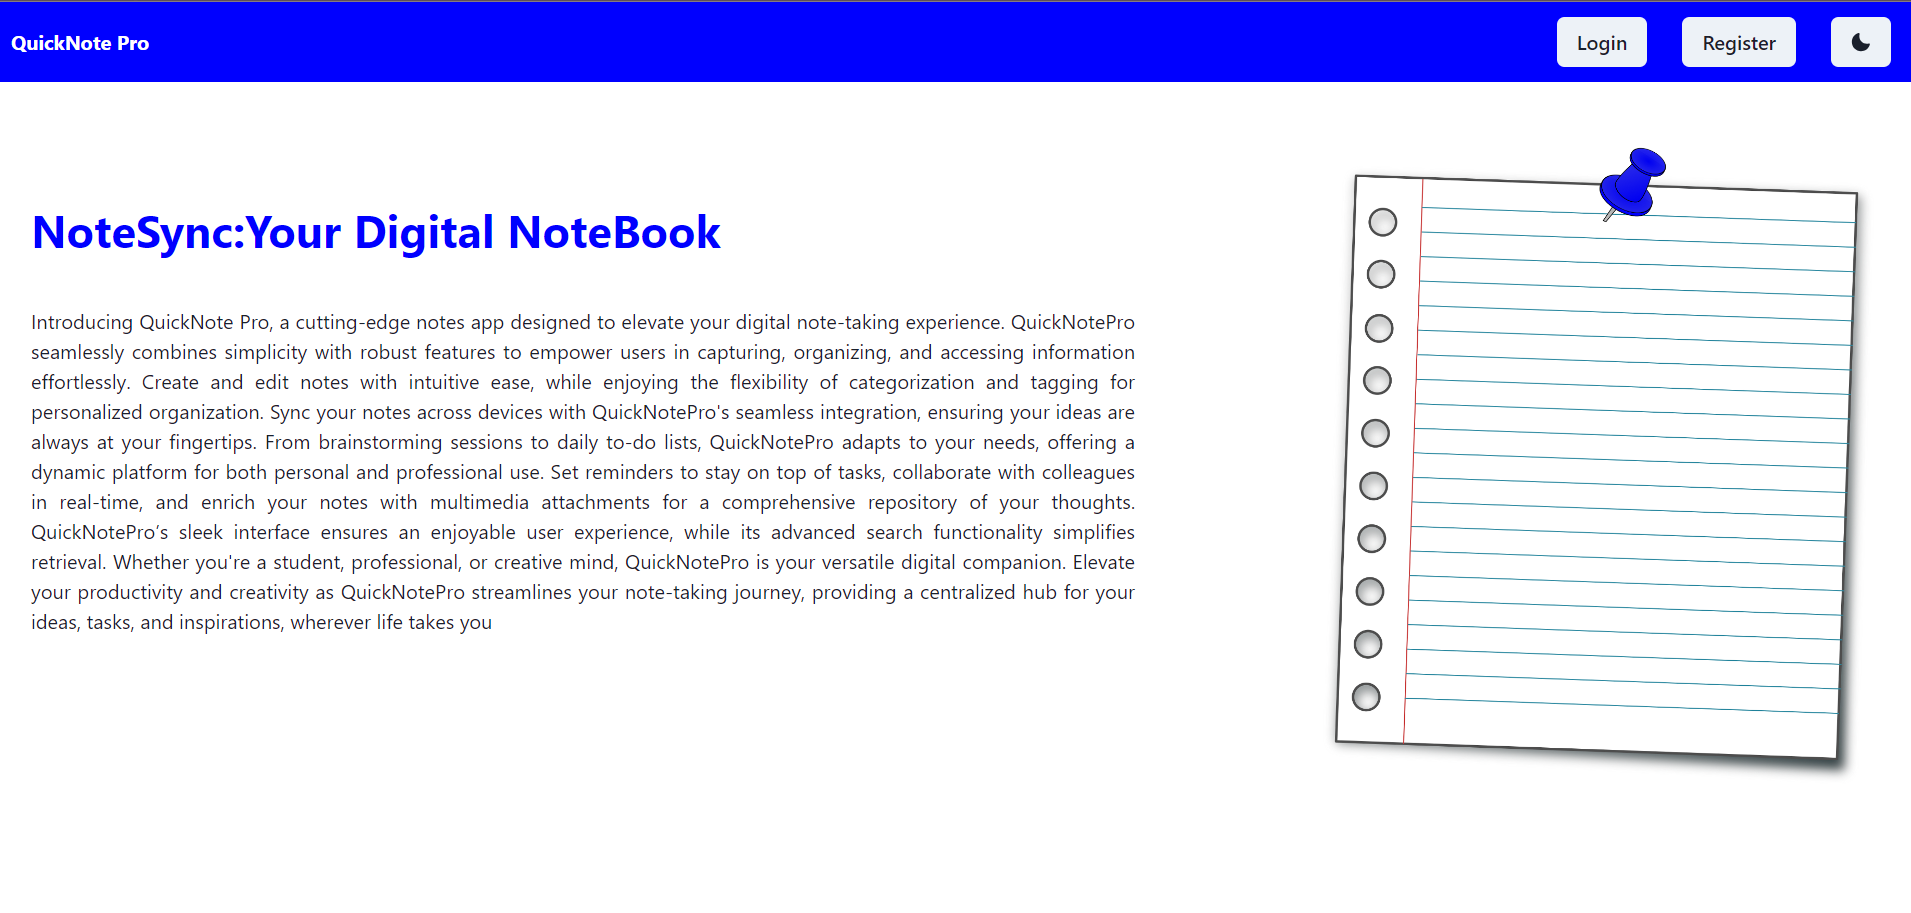 QuickNote Pro
Login
Register
NoteSync:Your Digital NoteBook
Introducing QuickNote Pro, a cutting-edge notes app designed to elevate your digital note-taking experience. QuickNotePro
seamlessly combines simplicity with robust features to empower users in capturing, organizing, and accessing information
effortlessly. Create and edit notes with intuitive ease, while enjoying the flexibility of categorization and tagging for
personalized organization. Sync your notes across devices with QuickNotePro's seamless integration, ensuring your ideas are
always at your fingertips. From brainstorming sessions to daily to-do lists, QuickNotePro adapts to your needs, offering a
dynamic platform for both personal and professional use. Set reminders to stay on top of tasks, collaborate with colleagues
in real-time, and enrich your notes with multimedia attachments for a comprehensive repository of your thoughts.
QuickNotePro’s sleek interface ensures an enjoyable user experience, while its advanced search functionality simplifies
retrieval. Whether you're a student, professional, or creative mind, QuickNotePro is your versatile digital companion. Elevate
your productivity and creativity as QuickNotePro streamlines your note-taking journey, providing a centralized hub for your
ideas, tasks, and inspirations, wherever life takes you